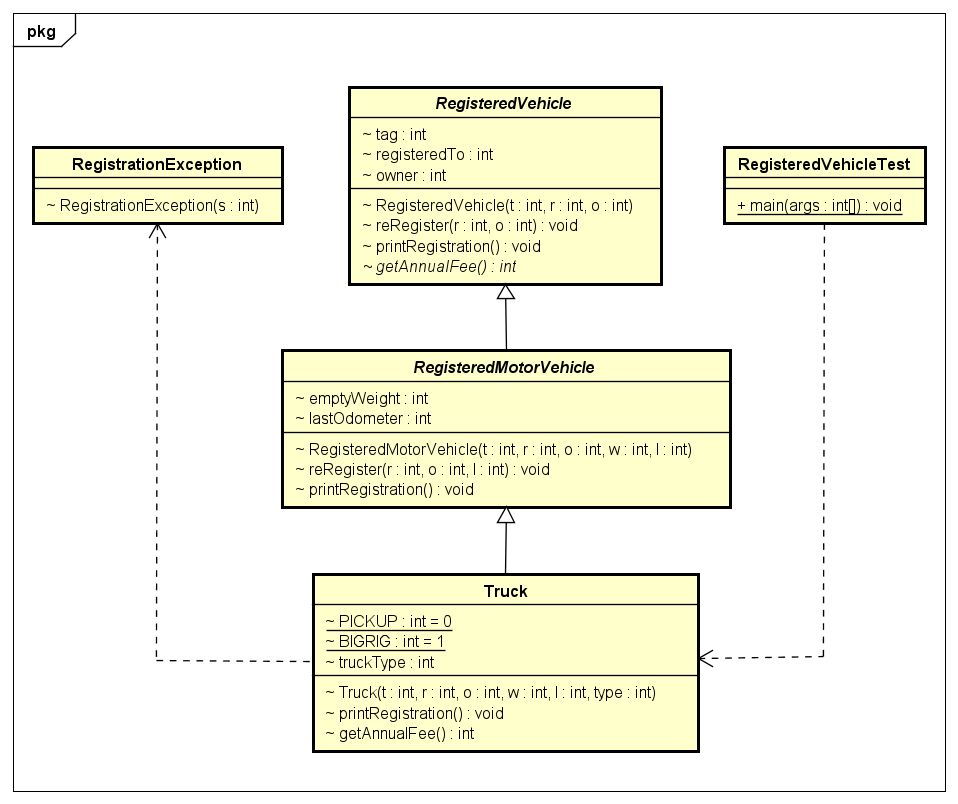 pkg
RegisteredVehicle
~ tag : int
~ registeredTo : int
~ owner : int
~ RegisteredVehicle(t : int, r : int, o : int)
~ reRegister(r : int, o : int) : void
~ printRegistration() : void
~ getAnnualFee() : int
RegistrationException
~ RegistrationException(s : int)
RegisteredVehicleTest
+ main(args : int[]) : void
RegisteredMotorVehicle
~ emptyWeight : int
~ lastOdometer : int
~ RegisteredMotorVehicle(t : int, r : int, o : int, w : int, l : int)
~ reRegister(r : int, o : int, l : int) : void
~ printRegistration() : void
Truck
~ PICKUP : int = 0
~ BIGRIG : int = 1
~ truckType : int
~ Truck(t : int, r : int, o : int, w : int, l : int, type : int)
~ printRegistration() : void
~ getAnnualFee() : int